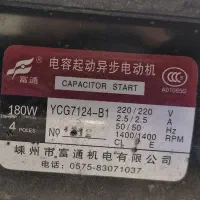 电容起动异步电动机
CAPACITOR START
富通
A010650
180W YCG7124-B1 220/220 V
2.5/2.5 A
4 POLES 50/50 Hz
1400/1400 RPM
No CL E
嵊州市富通机电有限公司
电话: 0575-83071037